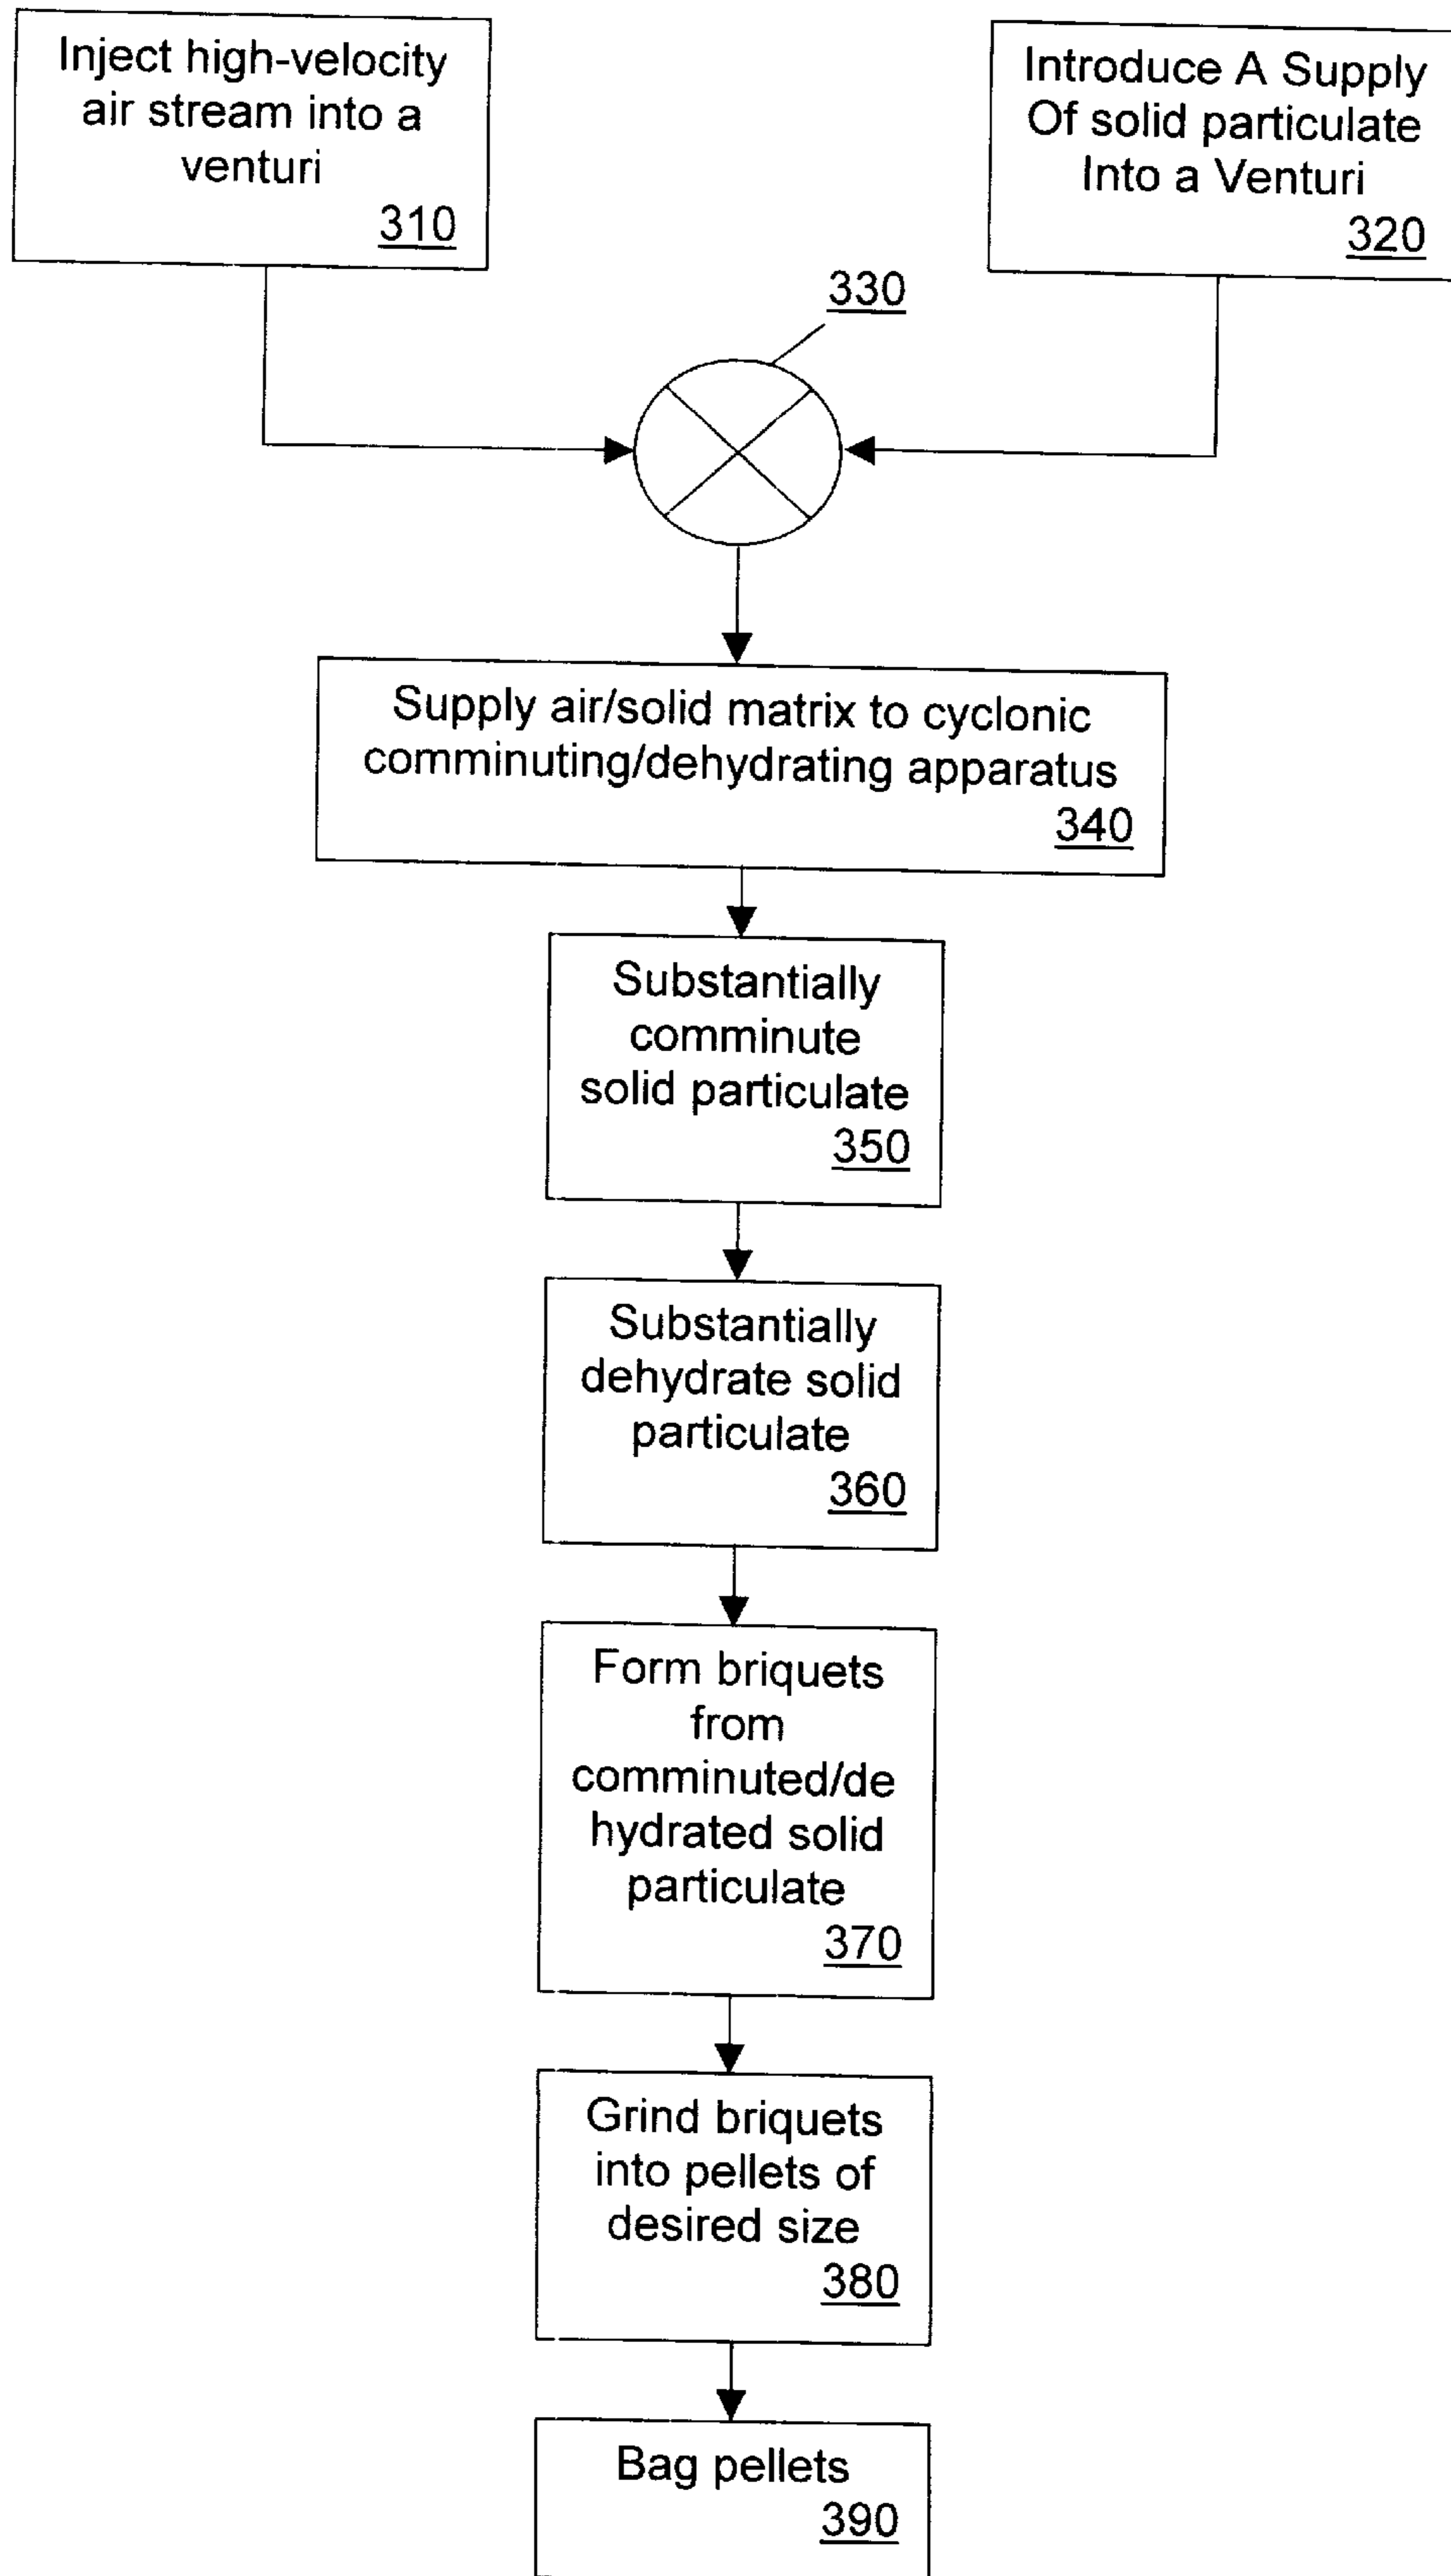 Inject high-velocity
air stream into a
venturi
310
Introduce A Supply
Of solid particulate
Into a Venturi
320
330
Supply air/solid matrix to cyclonic
comminuting/dehydrating apparatus
340
Substantially
comminute
solid particulate
350
Substantially
dehydrate solid
particulate
360
Form briquets
from
comminuted/de
hydrated solid
particulate
370
Grind briquets
into pellets of
desired size
380
Bag pellets
390